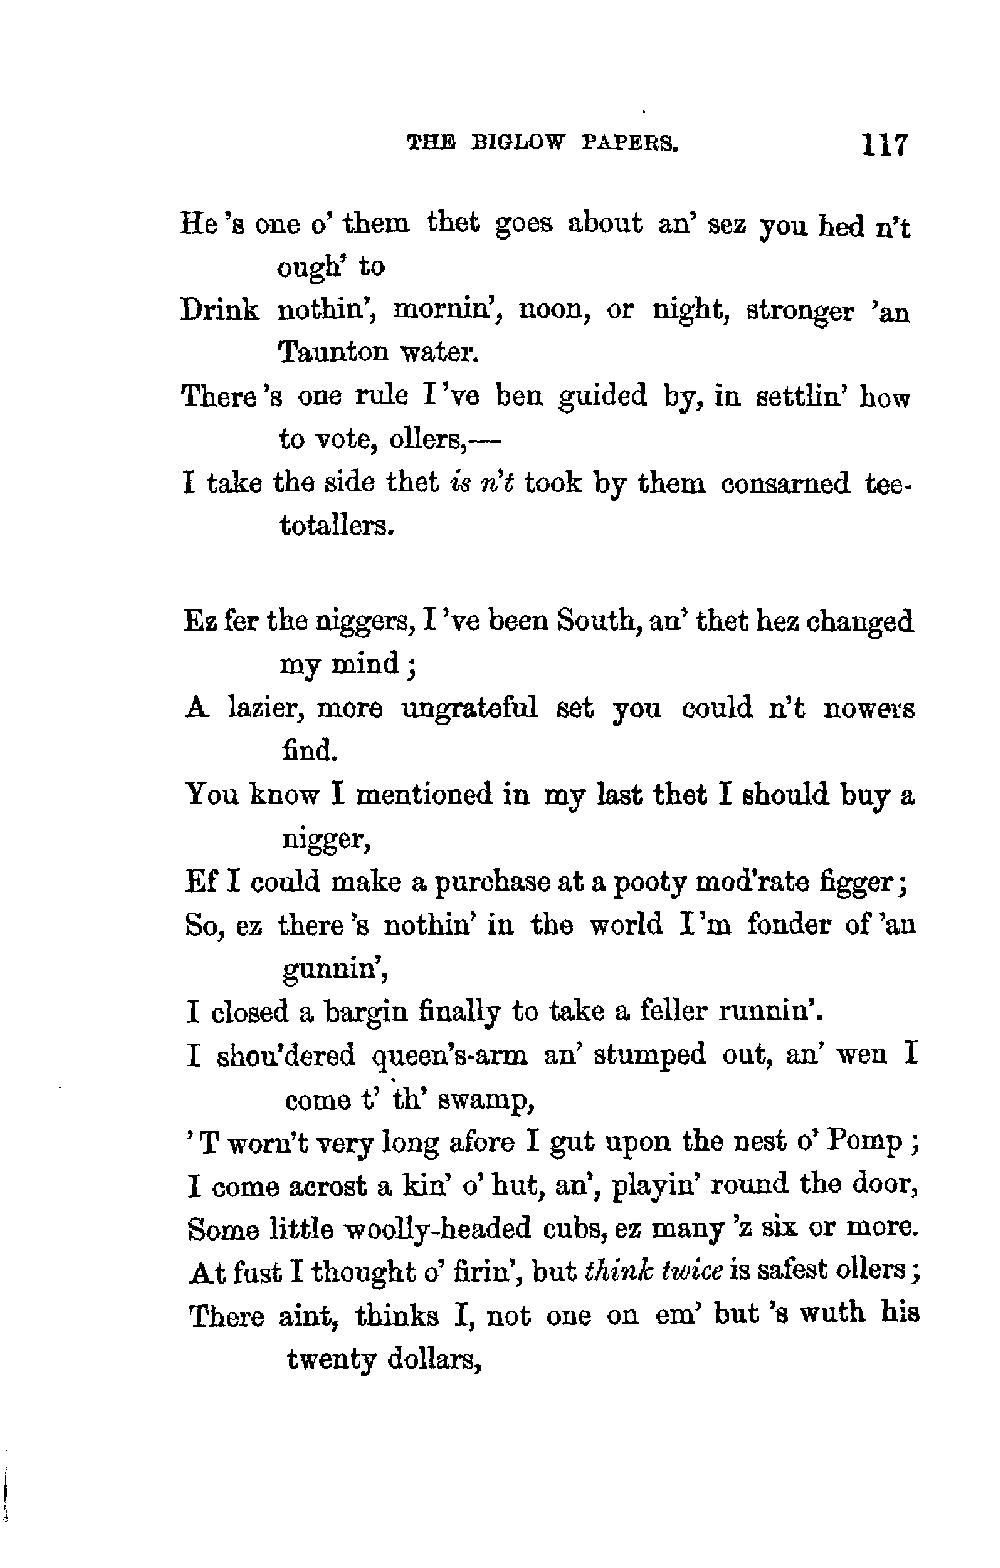 THE BIGLOW PAPERS. 117
He 's one o' them thet goes about an' sez you hed n't
ough' to
Drink nothin', mornin', noon, or night, stronger 'an
Taunton water.
There 's one rule I 've ben guided by, in settlin' how
to vote, ollers,—
I take the side thet is n't took by them consarned tee-
totallers.
Ez fer the niggers, I 've been South, an' thet hez changed
my mind ;
A lazier, more ungrateful set you could n't nowers
find.
You know I mentioned in my last thet I should buy a
nigger,
Ef I could make a purchase at a pooty mod'rate figger ;
So, ez there 's nothin' in the world I 'm fonder of 'an
gunnin',
I closed a bargin finally to take a feller runnin'.
I shou'dered queen's-arm an' stumped out, an' wen I
come t' th' swamp,
'T worn't very long afore I gut upon the nest o' Pomp ;
I come acrost a kin' o' hut, an', playin' round the door,
Some little woolly-headed cubs, ez many 'z six or more.
At fust I thought o' firin', but think twice is safest ollers ;
There aint, thinks I, not one on em' but 's wuth his
twenty dollars,